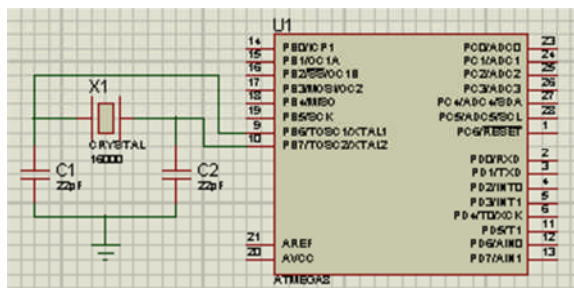 U1
14 PB0/ICP1 PC0/ADC0 23
15 PB1/OC1A PC1/ADC1 24
16 PB2/SS/OC1B PC2/ADC2 25
17 PB3/MOSI/OC2 PC3/ADC3 26
18 PB4/MISO PC4/ADC4/SDA 27
19 PB5/SCK PC5/ADC5/SCL 28
9 PB6/TOSC1/XTAL1 PC6/RESET 1
10 PB7/TOSC2/XTAL2
PD0/RXD 2
PD1/TXD 3
PD2/INT0 4
PD3/INT1 5
PD4/T0/XCK 6
PD5/T1 11
21 AREF PD6/AIN0 12
20 AVCC PD7/AIN1 13
ATMEGA8
X1
CRYSTAL
16000
C1
22pF
C2
22pF